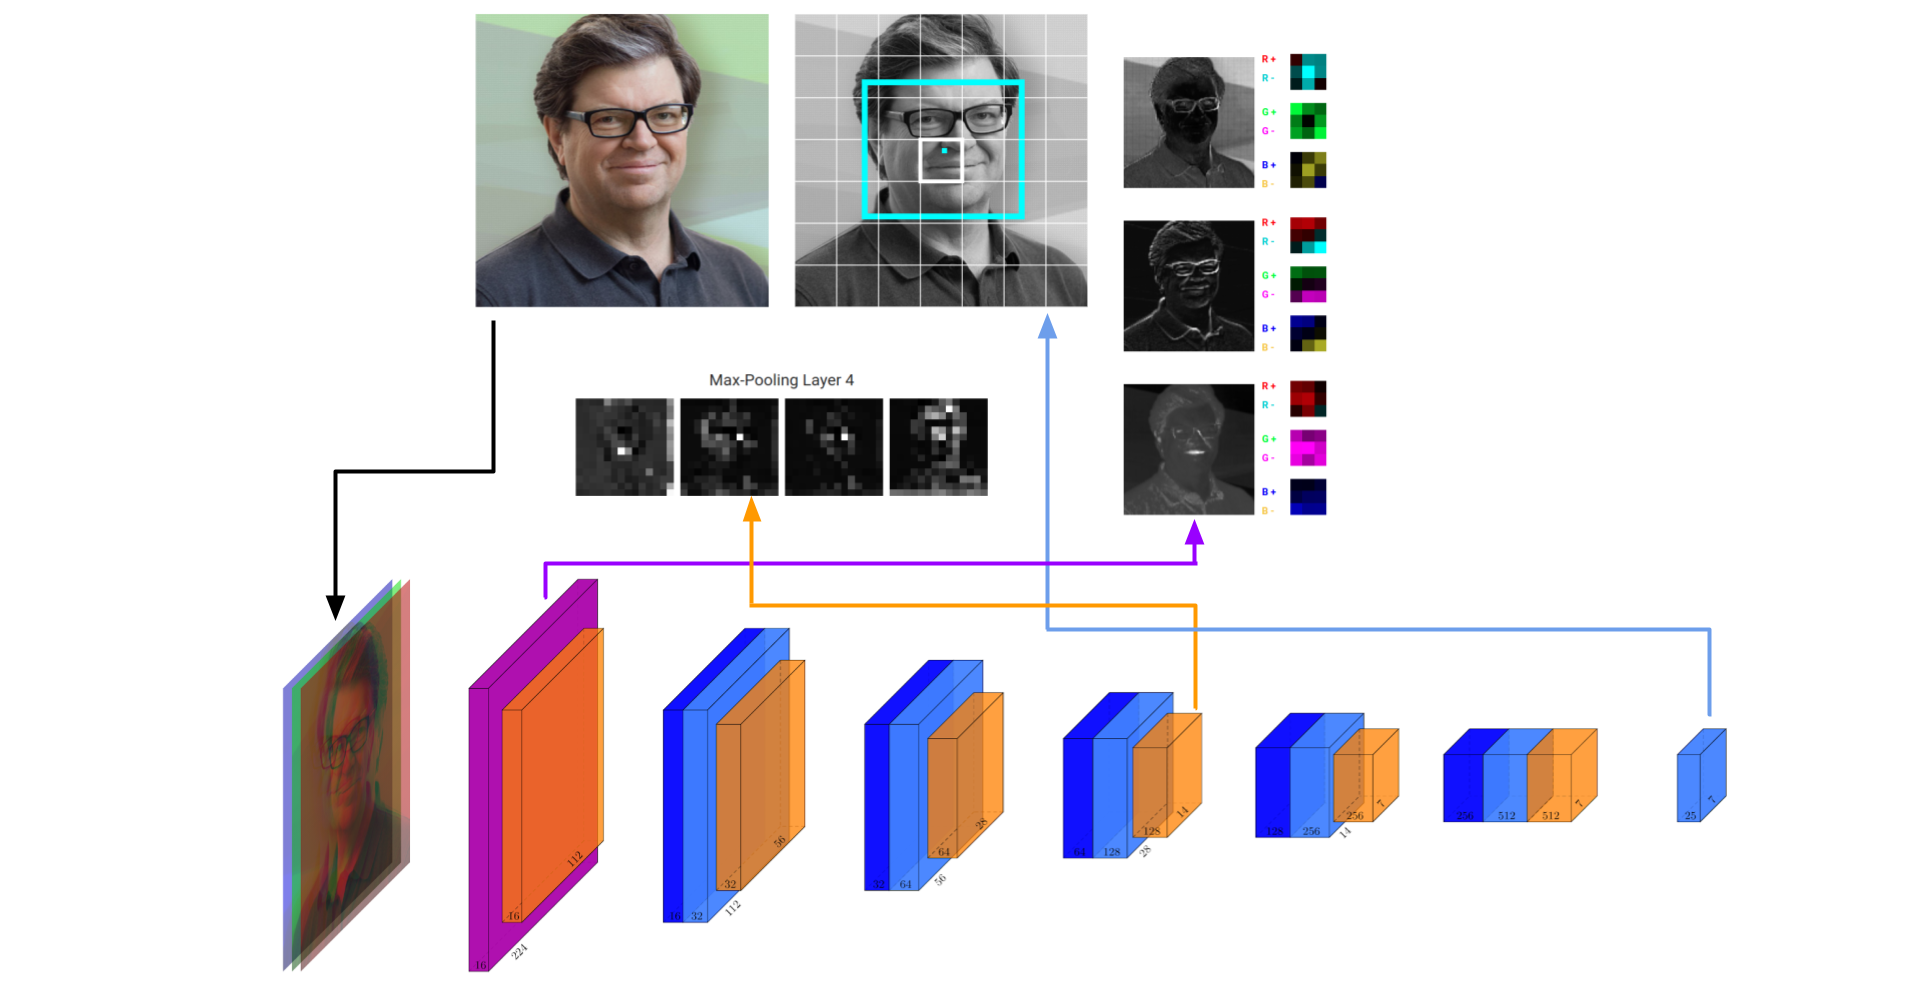 R+
R-
G+
G-
B+
B-
R+
R-
G+
G-
B+
B-
Max-Pooling Layer 4
R+
R-
G+
G-
B+
B-
16
224
16
112
16
32
112
32
56
32
64
56
64
28
64
128
28
128
14
128
256
14
256
7
256
512
512
7
25
7